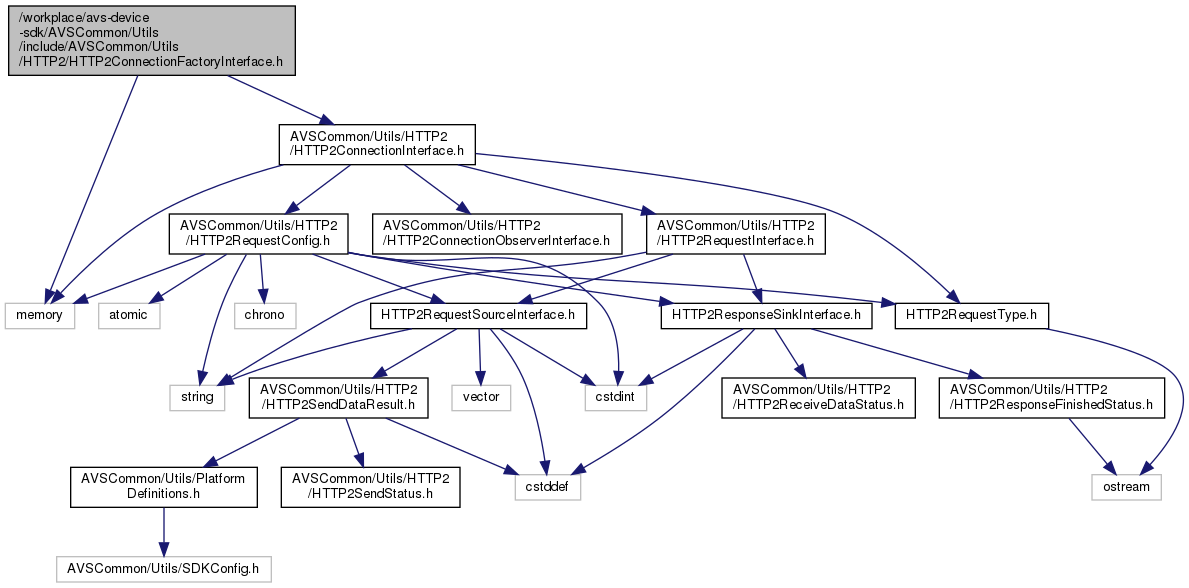 /workplace/avs-device
-sdk/AVSCommon/Utils
/include/AVSCommon/Utils
/HTTP2/HTTP2ConnectionFactoryInterface.h
AVSCommon/Utils/HTTP2
/HTTP2ConnectionInterface.h
AVSCommon/Utils/HTTP2
/HTTP2RequestConfig.h
AVSCommon/Utils/HTTP2
/HTTP2ConnectionObserverInterface.h
AVSCommon/Utils/HTTP2
/HTTP2RequestInterface.h
memory
atomic
chrono
HTTP2RequestSourceInterface.h
HTTP2ResponseSinkInterface.h
HTTP2RequestType.h
string
AVSCommon/Utils/HTTP2
/HTTP2SendDataResult.h
vector
cstdint
AVSCommon/Utils/HTTP2
/HTTP2ReceiveDataStatus.h
AVSCommon/Utils/HTTP2
/HTTP2ResponseFinishedStatus.h
AVSCommon/Utils/Platform
Definitions.h
AVSCommon/Utils/HTTP2
/HTTP2SendStatus.h
cstddef
ostream
AVSCommon/Utils/SDKConfig.h